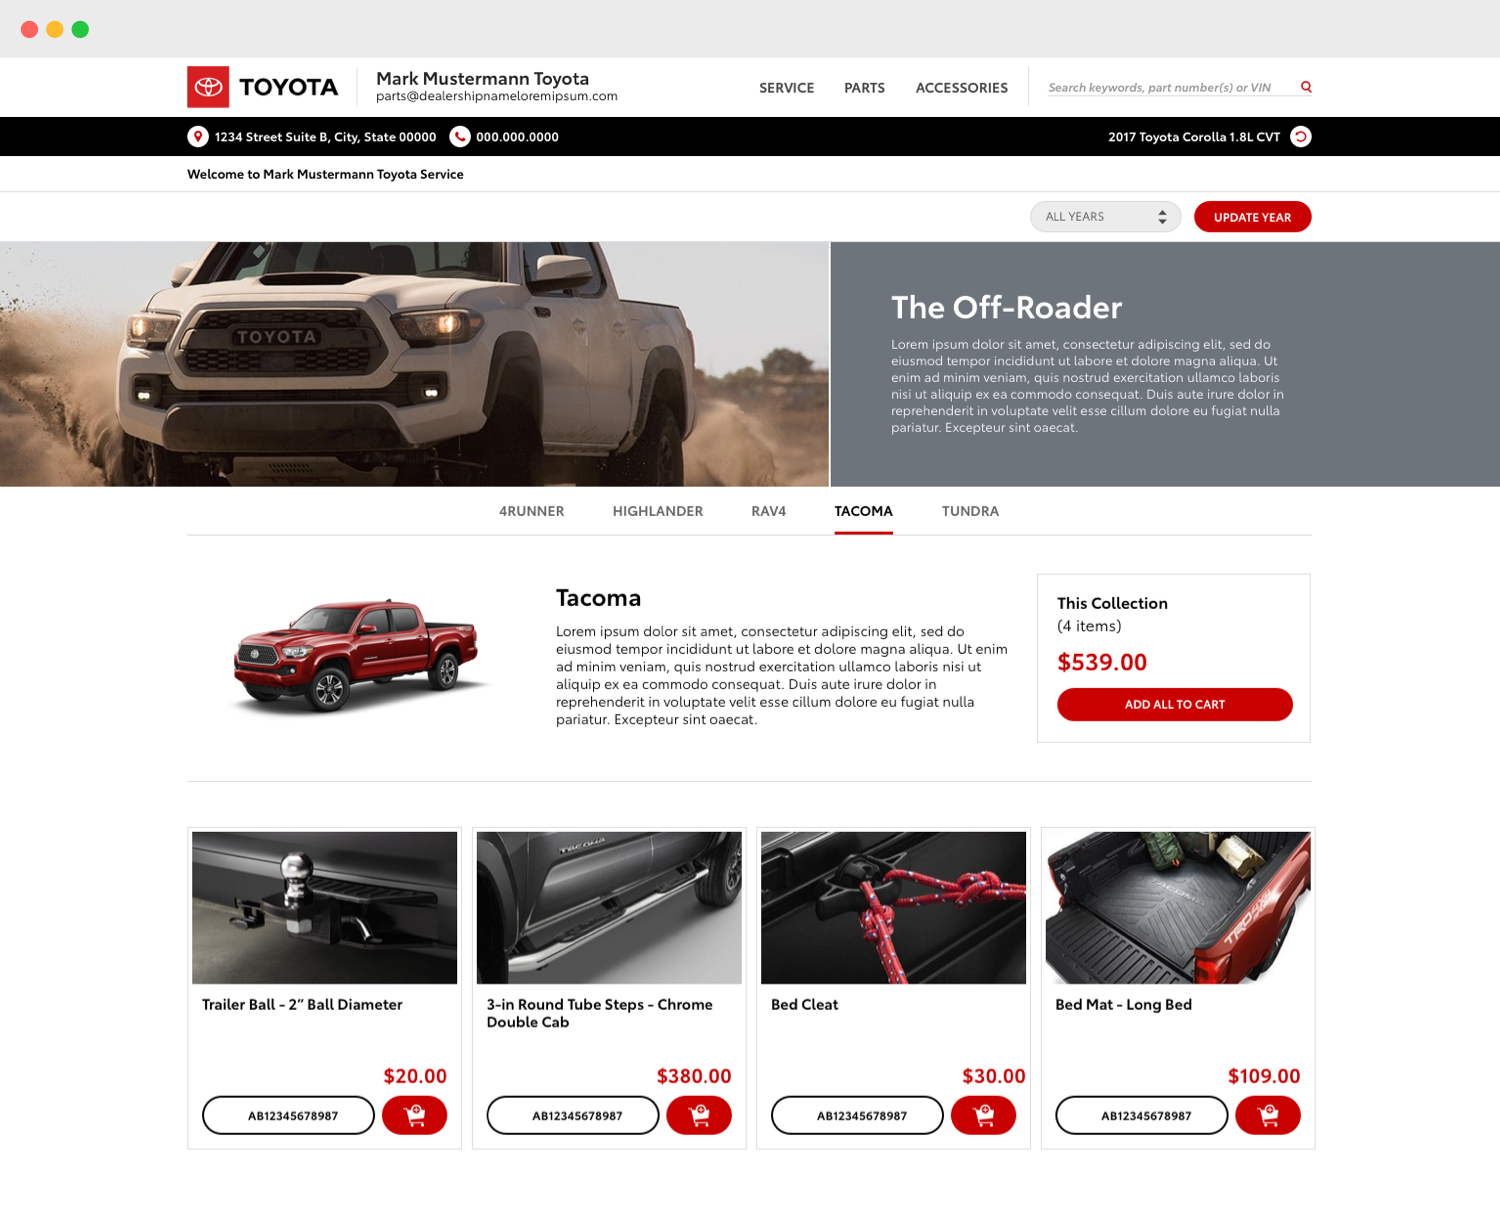 TOYOTA
Mark Mustermann Toyota
parts@dealershipnameloremipsum.com
SERVICE
PARTS
ACCESSORIES
Search keywords, part number(s) or VIN
1234 Street Suite B, City, State 00000
000.000.0000
2017 Toyota Corolla 1.8L CVT
Welcome to Mark Mustermann Toyota Service
ALL YEARS
UPDATE YEAR
TOYOTA
The Off-Roader
Lorem ipsum dolor sit amet, consectetur adipiscing elit, sed do
eiusmod tempor incididunt ut labore et dolore magna aliqua. Ut
enim ad minim veniam, quis nostrud exercitation ullamco laboris
nisi ut aliquip ex ea commodo consequat. Duis aute irure dolor in
reprehenderit in voluptate velit esse cillum dolore eu fugiat nulla
pariatur. Excepteur sint oaecat.
4RUNNER
HIGHLANDER
RAV4
TACOMA
TUNDRA
Tacoma
Lorem ipsum dolor sit amet, consectetur adipiscing elit, sed do
eiusmod tempor incididunt ut labore et dolore magna aliqua. Ut enim
ad minim veniam, quis nostrud exercitation ullamco laboris nisi ut
aliquip ex ea commodo consequat. Duis aute irure dolor in
reprehenderit in voluptate velit esse cillum dolore eu fugiat nulla
pariatur. Excepteur sint oaecat.
This Collection
(4 items)
$539.00
ADD ALL TO CART
TACOMA
TACOMA
TRD 4X4
Trailer Ball - 2” Ball Diameter
$20.00
AB12345678987
3-in Round Tube Steps - Chrome
Double Cab
$380.00
AB12345678987
Bed Cleat
$30.00
AB12345678987
Bed Mat - Long Bed
$109.00
AB12345678987